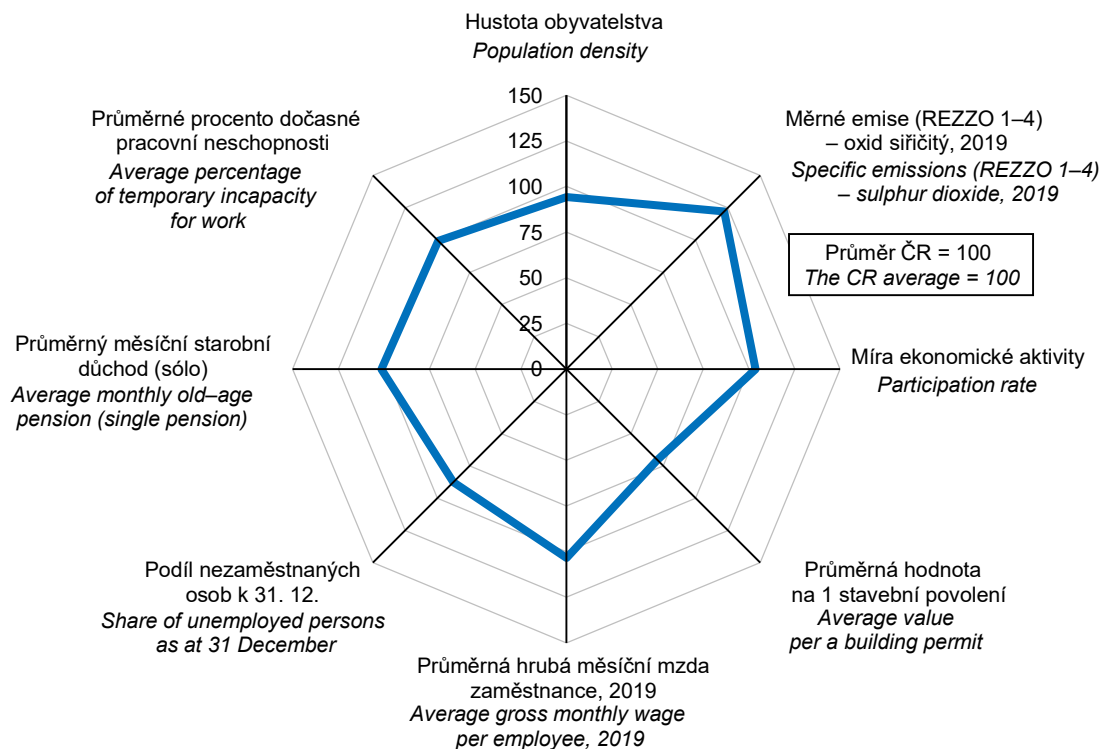 Hustota obyvatelstva
Population density
150
125
100
75
50
25
0
Měrné emise (REZZO 1–4)
– oxid siřičitý, 2019
Specific emissions (REZZO 1–4)
– sulphur dioxide, 2019
Průměr ČR = 100
The CR average = 100
Míra ekonomické aktivity
Participation rate
Průměrná hodnota
na 1 stavební povolení
Average value
per a building permit
Průměrná hrubá měsíční mzda
zaměstnance, 2019
Average gross monthly wage
per employee, 2019
Podíl nezaměstnaných
osob k 31. 12.
Share of unemployed persons
as at 31 December
Průměrný měsíční starobní
důchod (sólo)
Average monthly old–age
pension (single pension)
Průměrné procento dočasné
pracovní neschopnosti
Average percentage
of temporary incapacity
for work